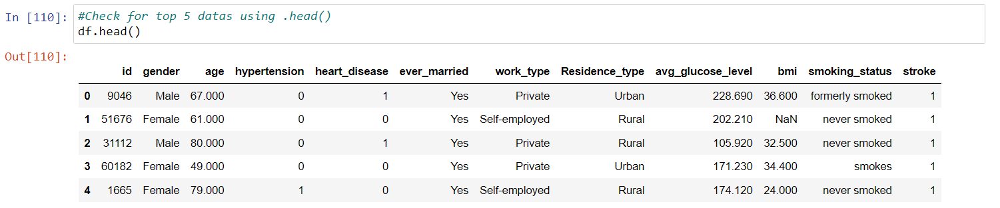 In [110]: #Check for top 5 datas using .head()
df.head()
Out[110]:
id gender age hypertension heart_disease ever_married work_type Residence_type avg_glucose_level bmi smoking_status stroke
0 9046 Male 67.000 0 1 Yes Private Urban 228.690 36.600 formerly smoked 1
1 51676 Female 61.000 0 0 Yes Self-employed Rural 202.210 NaN never smoked 1
2 31112 Male 80.000 0 1 Yes Private Rural 105.920 32.500 never smoked 1
3 60182 Female 49.000 0 0 Yes Private Urban 171.230 34.400 smokes 1
4 1665 Female 79.000 1 0 Yes Self-employed Rural 174.120 24.000 never smoked 1